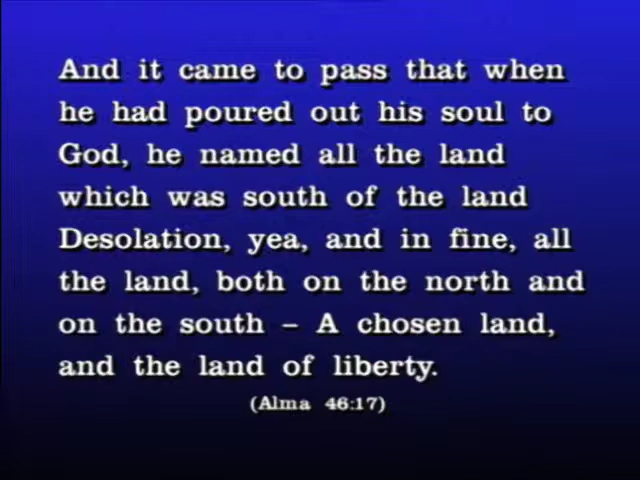 And it came to pass that when
he had poured out his soul to
God, he named all the land
which was south of the land
Desolation, yea, and in fine, all
the land, both on the north and
on the south – A chosen land,
and the land of liberty.
(Alma 46:17)